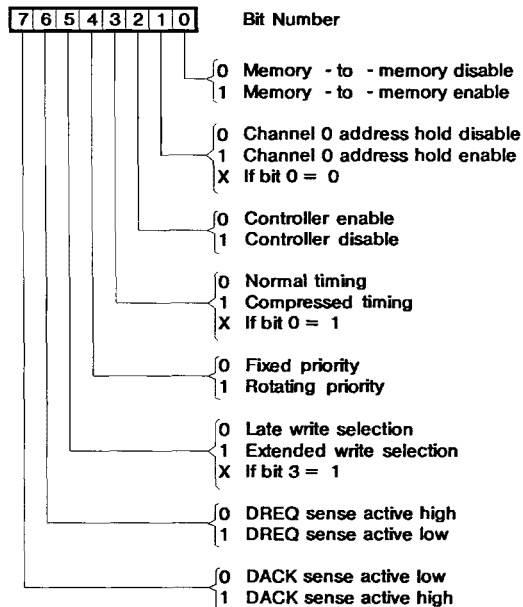 7 6 5 4 3 2 1 0 Bit Number
0 Memory - to - memory disable
1 Memory - to - memory enable
0 Channel 0 address hold disable
1 Channel 0 address hold enable
X If bit 0 = 0
0 Controller enable
1 Controller disable
0 Normal timing
1 Compressed timing
X If bit 0 = 1
0 Fixed priority
1 Rotating priority
0 Late write selection
1 Extended write selection
X If bit 3 = 1
0 DREQ sense active high
1 DREQ sense active low
0 DACK sense active low
1 DACK sense active high